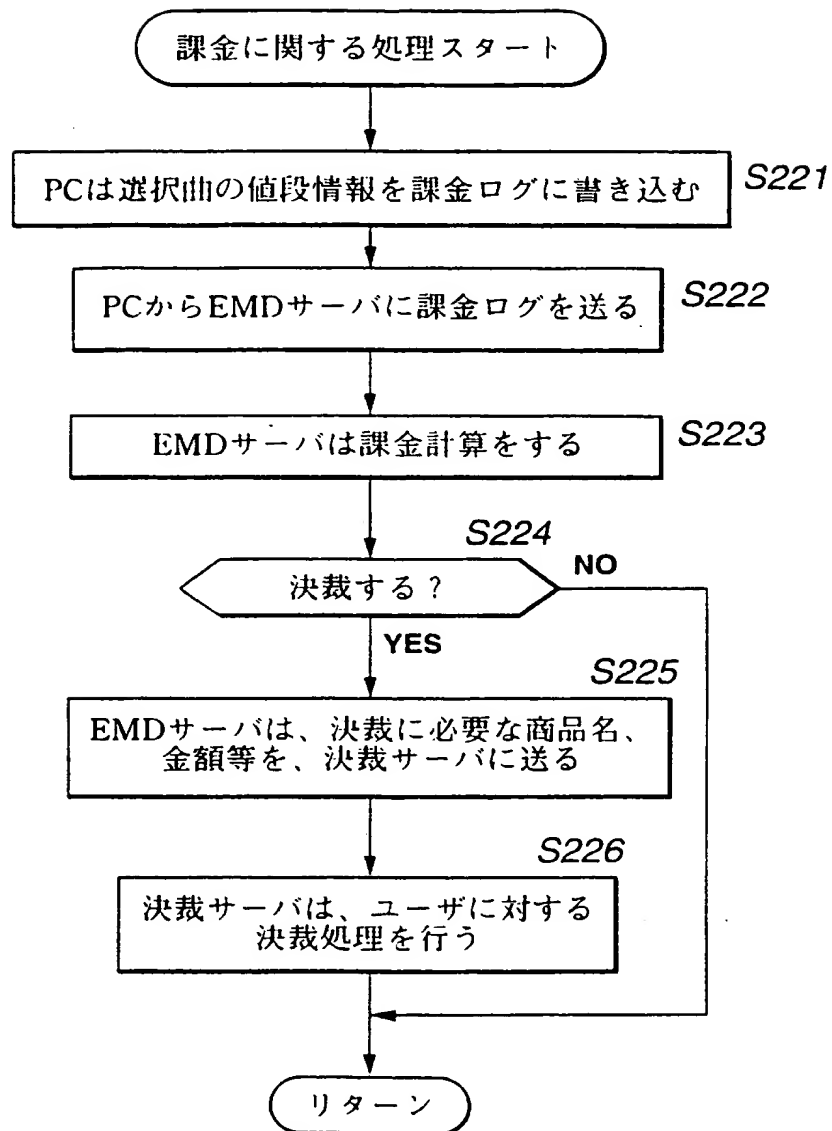 課金に関する処理スタート
PCは選択曲の値段情報を課金ログに書き込む
S221
PCからEMDサーバに課金ログを送る
S222
EMDサーバは課金計算をする
S223
S224
決裁する?
NO
YES
S225
EMDサーバは、決裁に必要な商品名、
金額等を、決裁サーバに送る
S226
決裁サーバは、ユーザに対する
決裁処理を行う
リターン